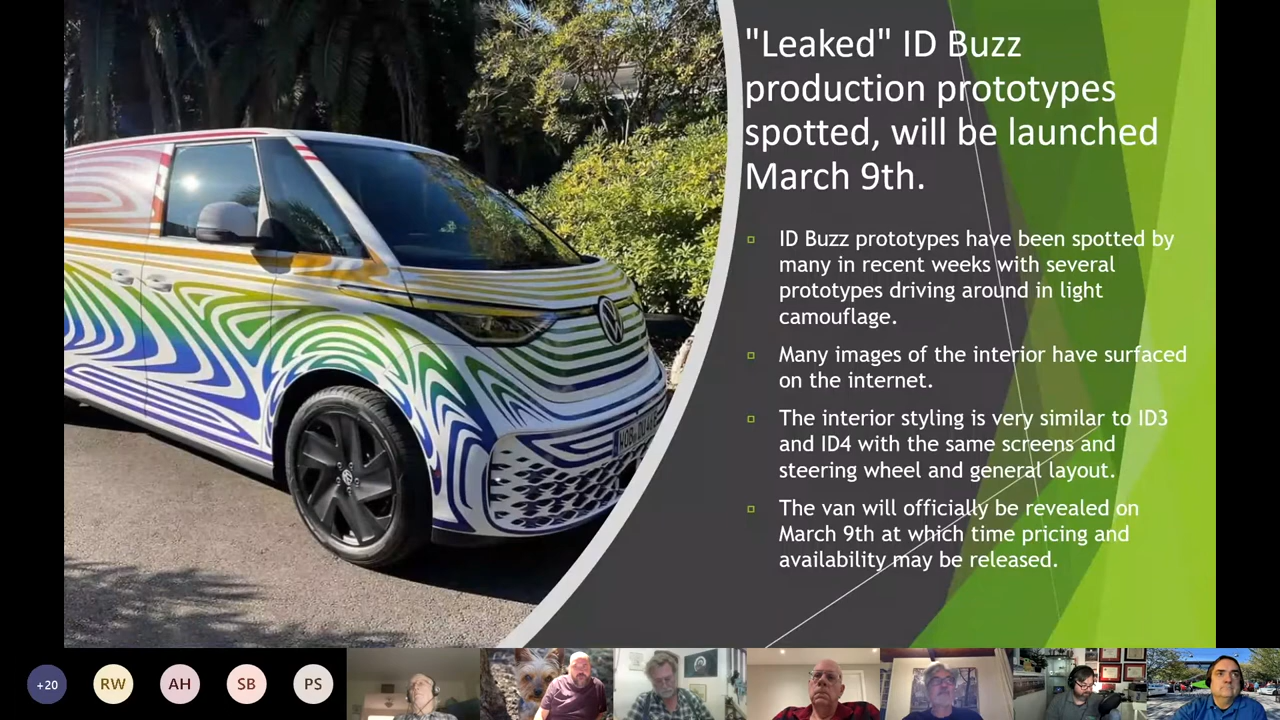 "Leaked" ID Buzz
production prototypes
spotted, will be launched
March 9th.
ID Buzz prototypes have been spotted by
many in recent weeks with several
prototypes driving around in light
camouflage.
Many images of the interior have surfaced
on the internet.
The interior styling is very similar to ID3
and ID4 with the same screens and
steering wheel and general layout.
The van will officially be revealed on
March 9th at which time pricing and
availability may be released.
+20
RW
AH
SB
PS